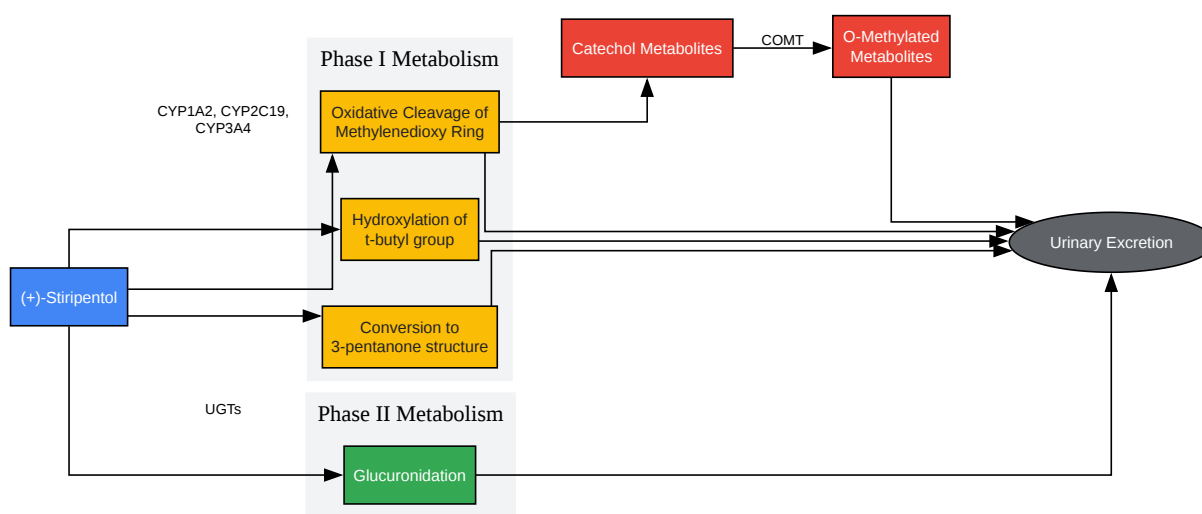 Phase I Metabolism
Catechol Metabolites
COMT
O-Methylated
Metabolites
CYP1A2, CYP2C19,
CYP3A4
Oxidative Cleavage of
Methylenedioxy Ring
Hydroxylation of
t-butyl group
Urinary Excretion
(+)-Stiripentol
Conversion to
3-pentanone structure
UGTs
Phase II Metabolism
Glucuronidation